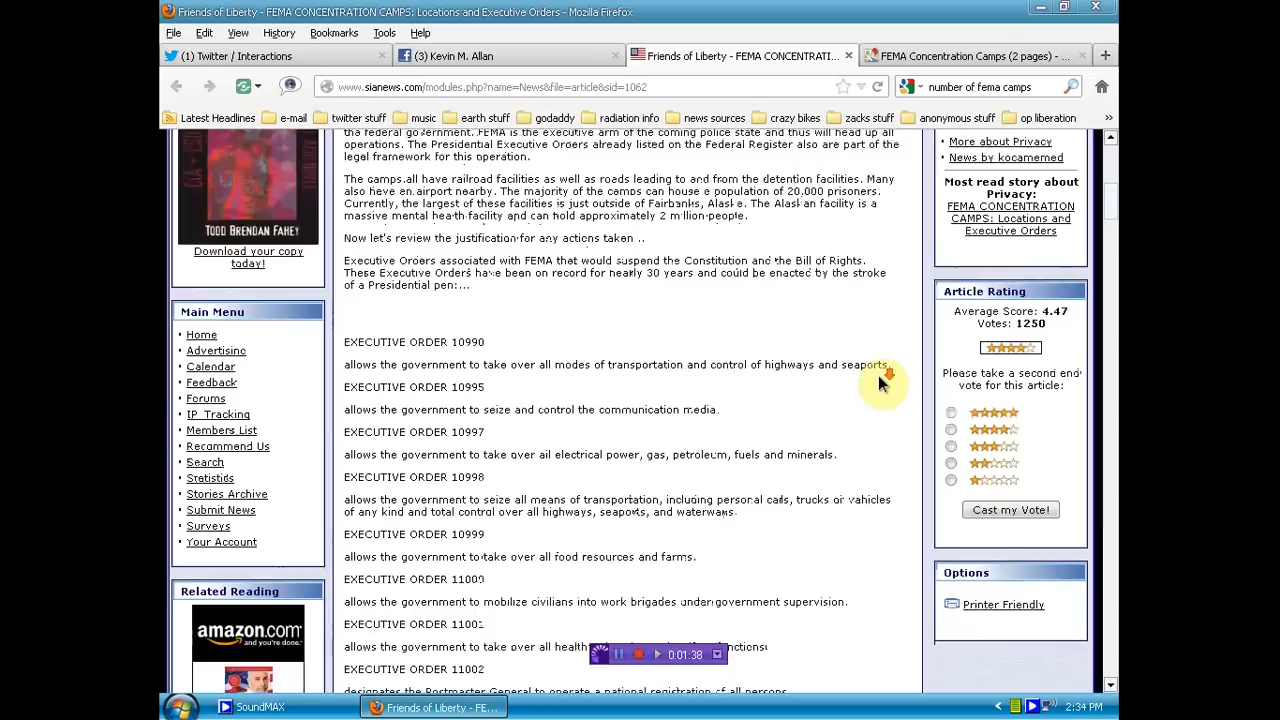 Friends of Liberty - FEMA CONCENTRATION CAMPS: Locations and Executive Orders - Mozilla Firefox
File Edit View History Bookmarks Tools Help
(1) Twitter / Interactions
(3) Kevin M. Allan
Friends of Liberty - FEMA CONCENTRATI...
FEMA Concentration Camps (2 pages) - ...
www.sianews.com/modules.php?name=News&file=article&sid=1062
number of fema camps
Latest Headlines e-mail twitter stuff music earth stuff godaddy radiation info news sources crazy bikes zacks stuff anonymous stuff op liberation
TODD BRENDAN FAHEY
Download your copy
today!
Main Menu
Home
Advertising
Calendar
Feedback
Forums
IP Tracking
Members List
Recommend Us
Search
Statistics
Stories Archive
Submit News
Surveys
Your Account
Related Reading
amazon.com
and you're done.
the federal government. FEMA is the executive arm of the coming police state and thus will head up all
operations. The Presidential Executive Orders already listed on the Federal Register also are part of the
legal framework for this operation.
The camps all have railroad facilities as well as roads leading to and from the detention facilities. Many
also have an airport nearby. The majority of the camps can house a population of 20,000 prisoners.
Currently, the largest of these facilities is just outside of Fairbanks, Alaska. The Alaskan facility is a
massive mental health facility and can hold approximately 2 million people.
Now let's review the justification for any actions taken ..
Executive Orders associated with FEMA that would suspend the Constitution and the Bill of Rights.
These Executive Orders have been on record for nearly 30 years and could be enacted by the stroke
of a Presidential pen:...
EXECUTIVE ORDER 10990
allows the government to take over all modes of transportation and control of highways and seaports.
EXECUTIVE ORDER 10995
allows the government to seize and control the communication media.
EXECUTIVE ORDER 10997
allows the government to take over all electrical power, gas, petroleum, fuels and minerals.
EXECUTIVE ORDER 10998
allows the government to seize all means of transportation, including personal cars, trucks or vehicles
of any kind and total control over all highways, seaports, and waterways.
EXECUTIVE ORDER 10999
allows the government to take over all food resources and farms.
EXECUTIVE ORDER 11000
allows the government to mobilize civilians into work brigades under government supervision.
EXECUTIVE ORDER 11001
allows the government to take over all health functions.
EXECUTIVE ORDER 11002
designates the Postmaster General to operate a national registration of all persons.
More about Privacy
News by kocamemed
Most read story about
Privacy:
FEMA CONCENTRATION
CAMPS: Locations and
Executive Orders
Article Rating
Average Score: 4.47
Votes: 1250
Please take a second and
vote for this article:
Cast my Vote!
Options
Printer Friendly
0:01:38
SoundMAX
Friends of Liberty - FE...
2:34 PM